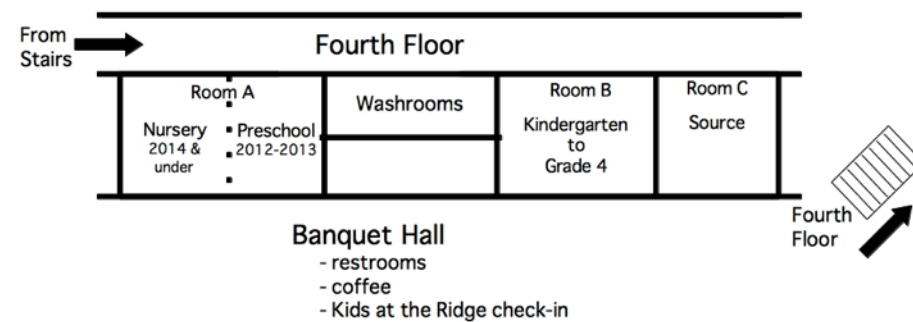 From
Stairs
Fourth Floor
Room A
Nursery
2014 &
under
Preschool
2012-2013
Washrooms
Room B
Kindergarten
to
Grade 4
Room C
Source
Fourth
Floor
Banquet Hall
- restrooms
- coffee
- Kids at the Ridge check-in